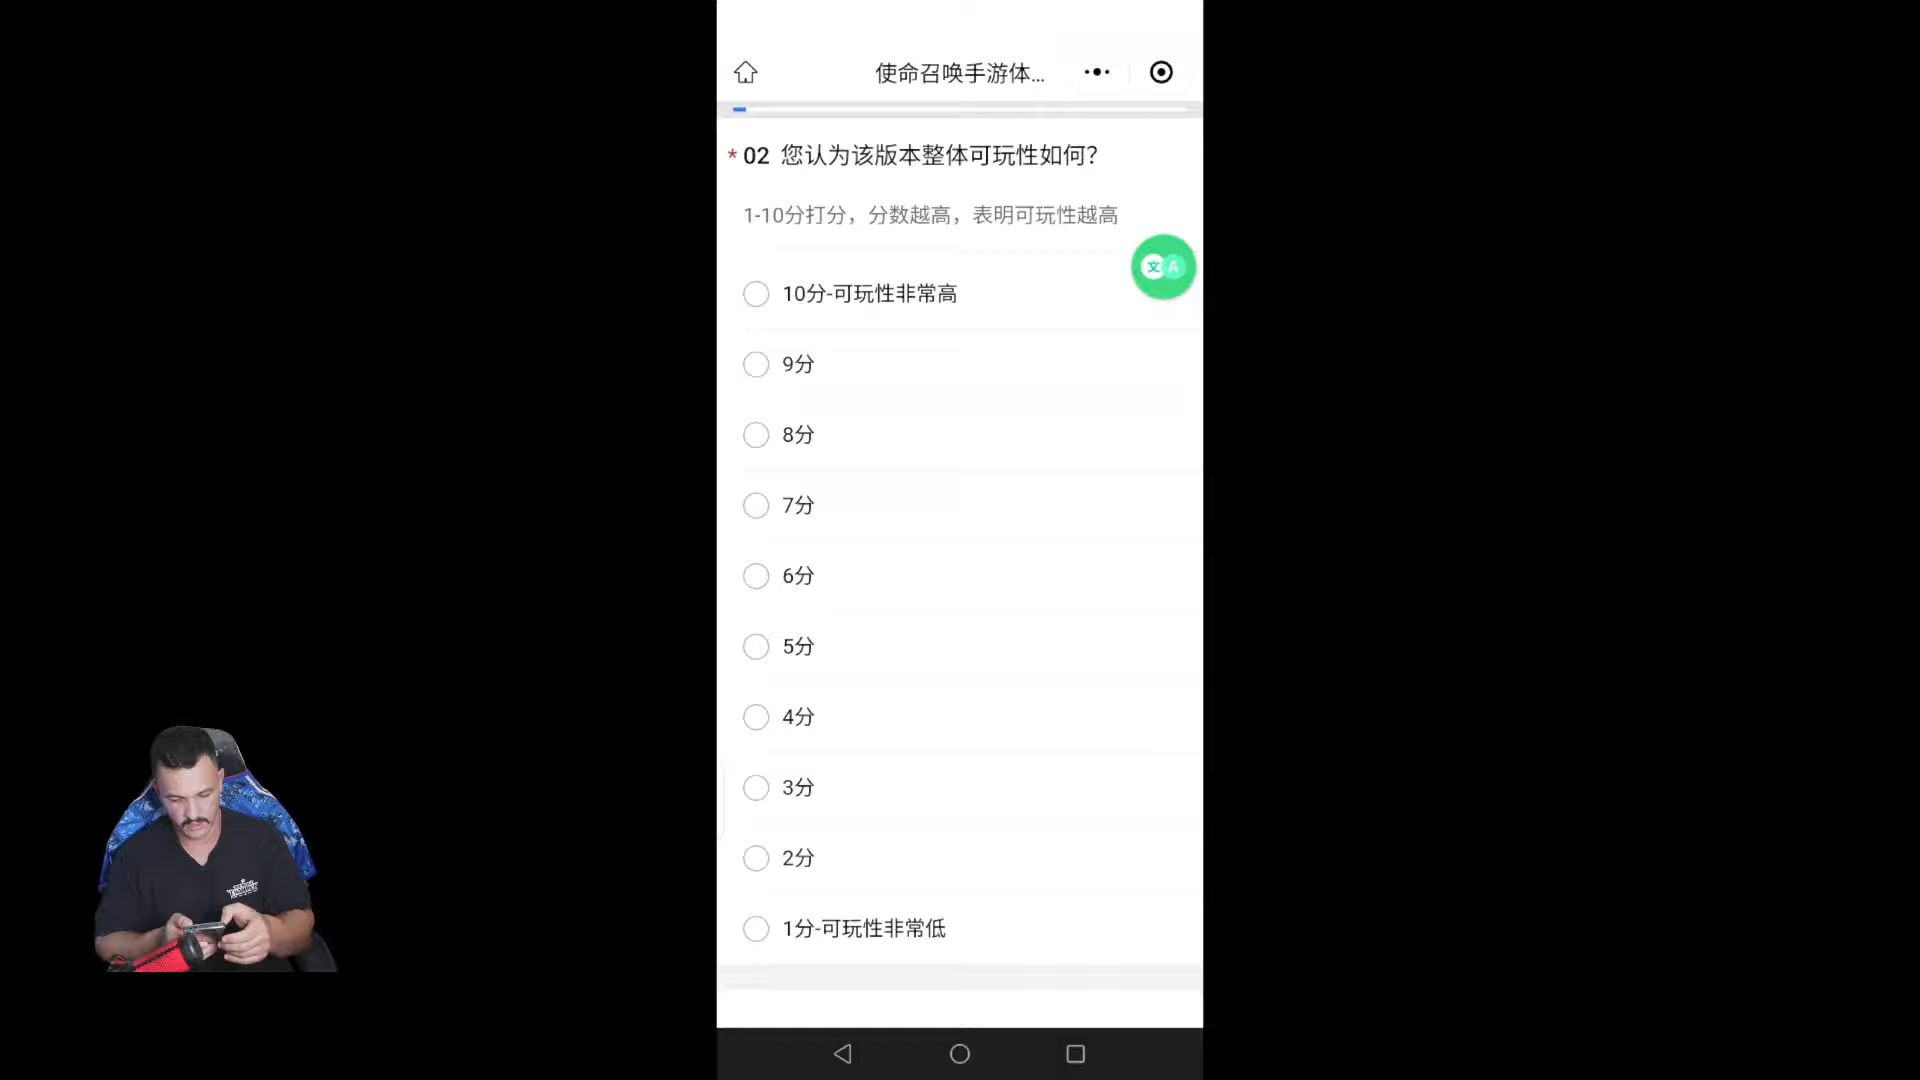 使命召唤手游体...
* 02 您认为该版本整体可玩性如何?
1-10分打分，分数越高，表明可玩性越高
文A
10分-可玩性非常高
9分
8分
7分
6分
5分
4分
3分
2分
1分-可玩性非常低